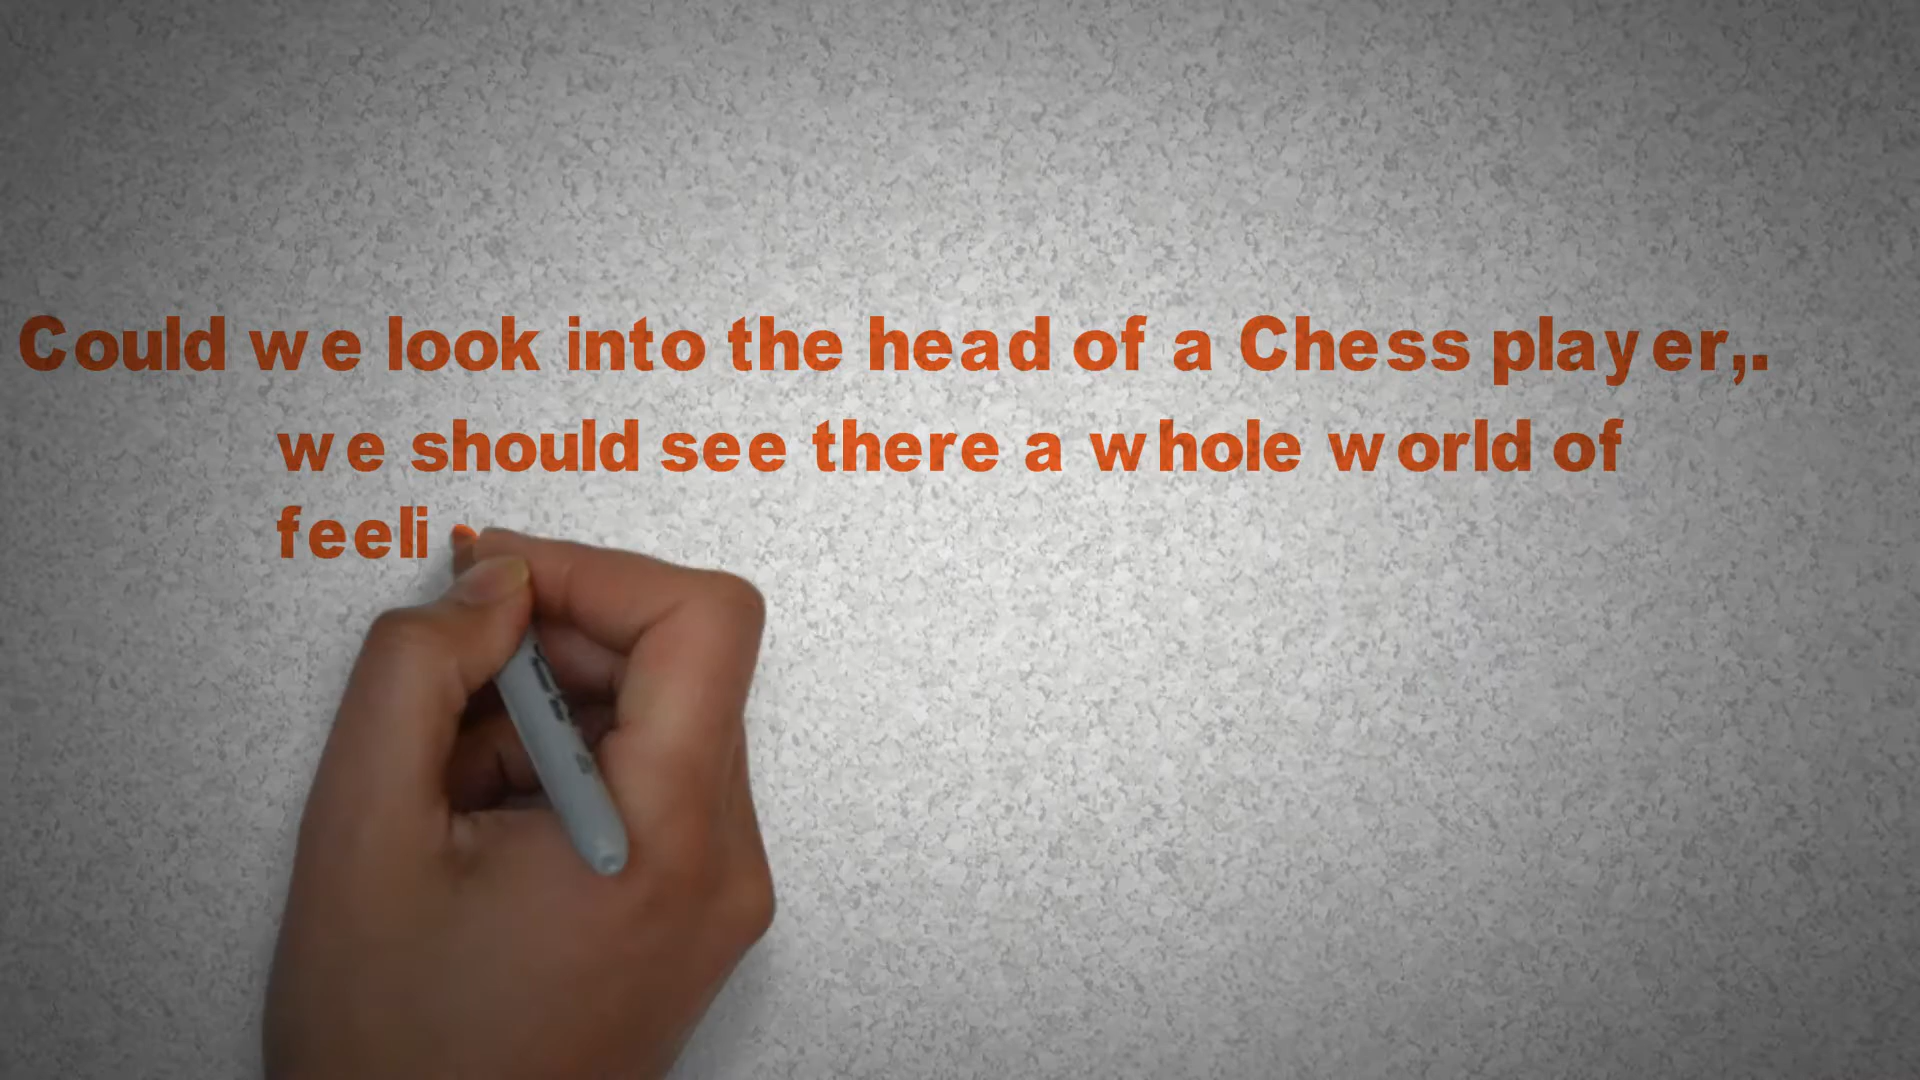 Could we look into the head of a Chess player,.
we should see there a whole world of
feeli